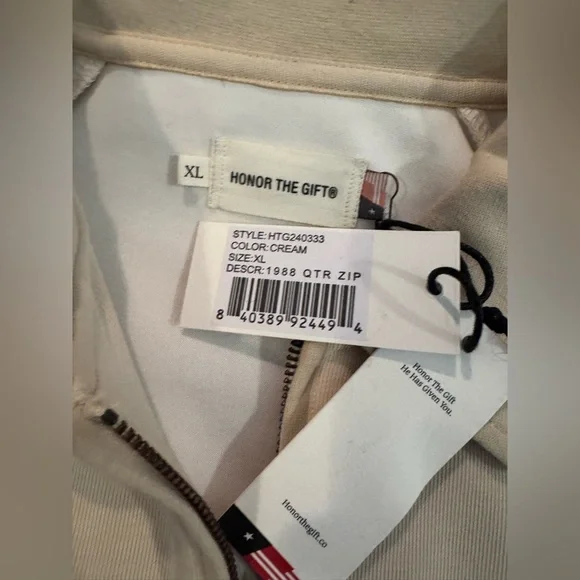 XL
HONOR THE GIFT®
STYLE: HTG240333
COLOR: CREAM
SIZE: XL
DESCR: 1988 QTR ZIP
8 40389 92449 4
Honor The Gift
He Has Given You.
Honorthegift.co